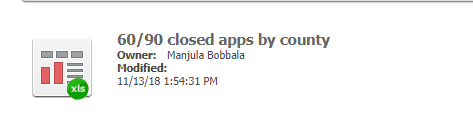 60/90 closed apps by county
Owner: Manjula Bobbala
Modified:
11/13/18 1:54:31 PM
xls